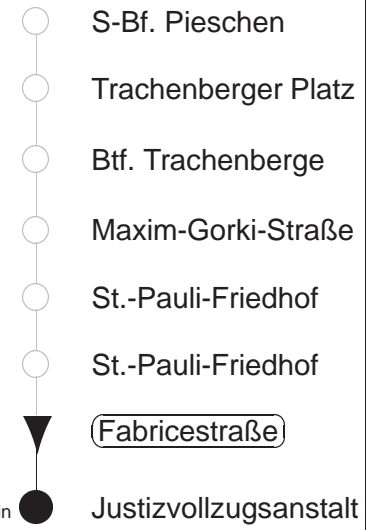 S-Bf. Pieschen
Trachenberger Platz
Btf. Trachenberge
Maxim-Gorki-Straße
St.-Pauli-Friedhof
St.-Pauli-Friedhof
Fabricestraße
Justizvollzugsanstalt